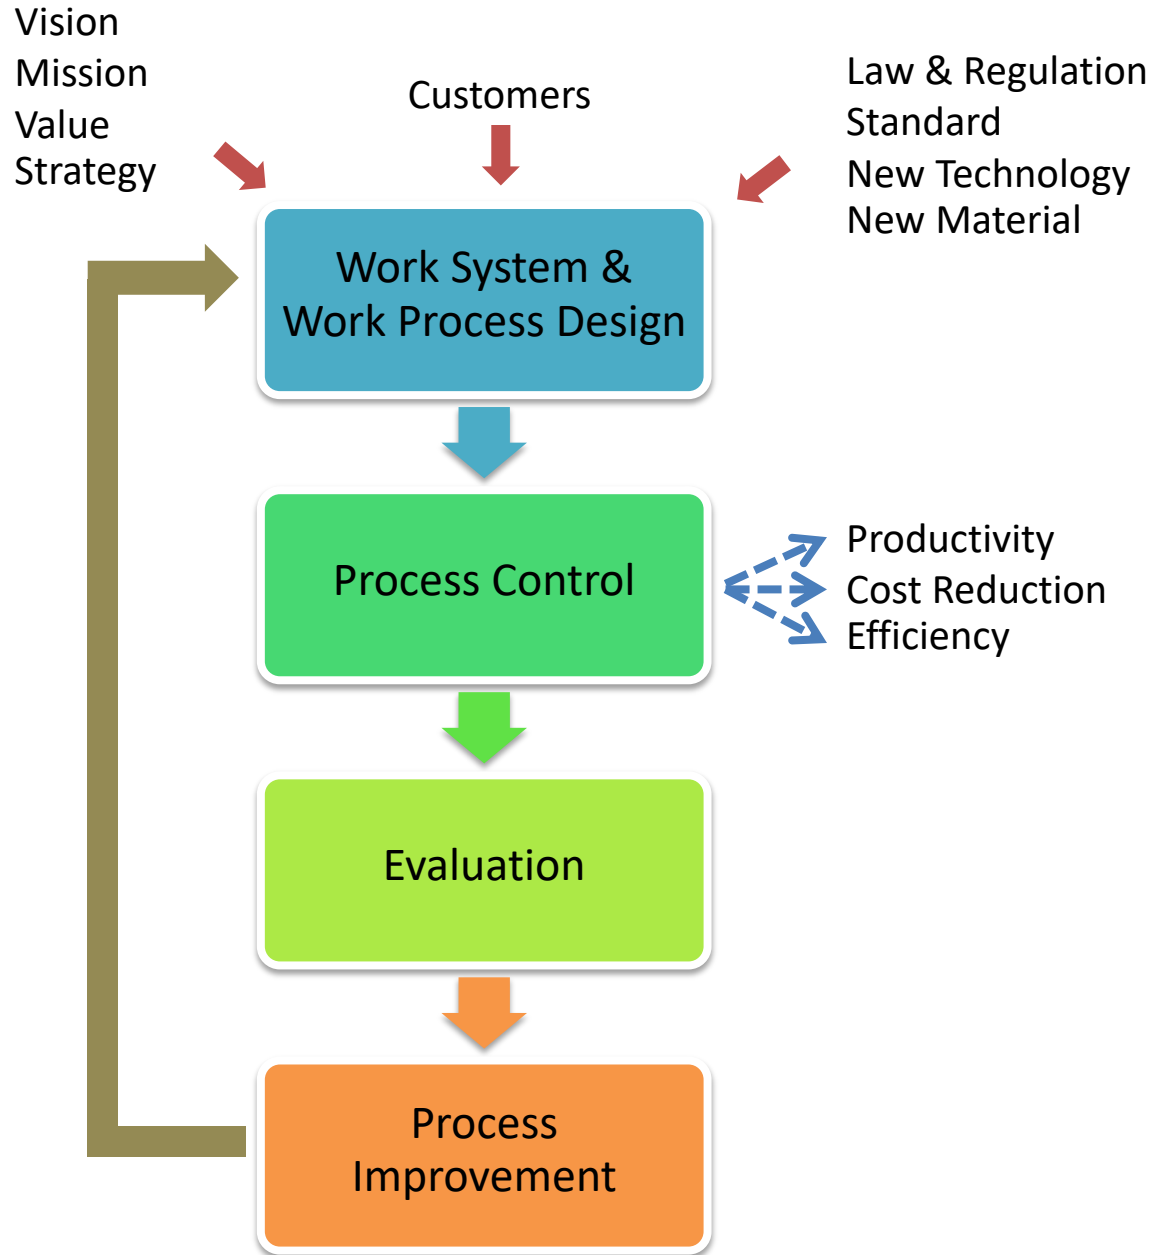 Vision
Mission
Value
Strategy
Customers
Law & Regulation
Standard
New Technology
New Material
Work System &
Work Process Design
Process Control
Productivity
Cost Reduction
Efficiency
Evaluation
Process
Improvement